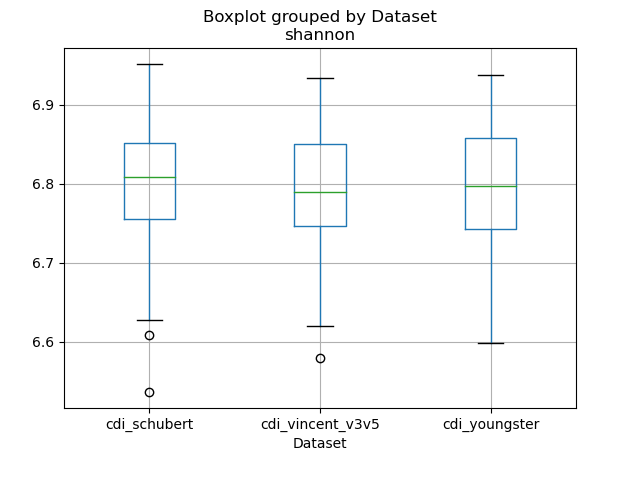 Boxplot grouped by Dataset
shannon
6.9
6.8
6.7
6.6
cdi_schubert
cdi_vincent_v3v5
cdi_youngster
Dataset